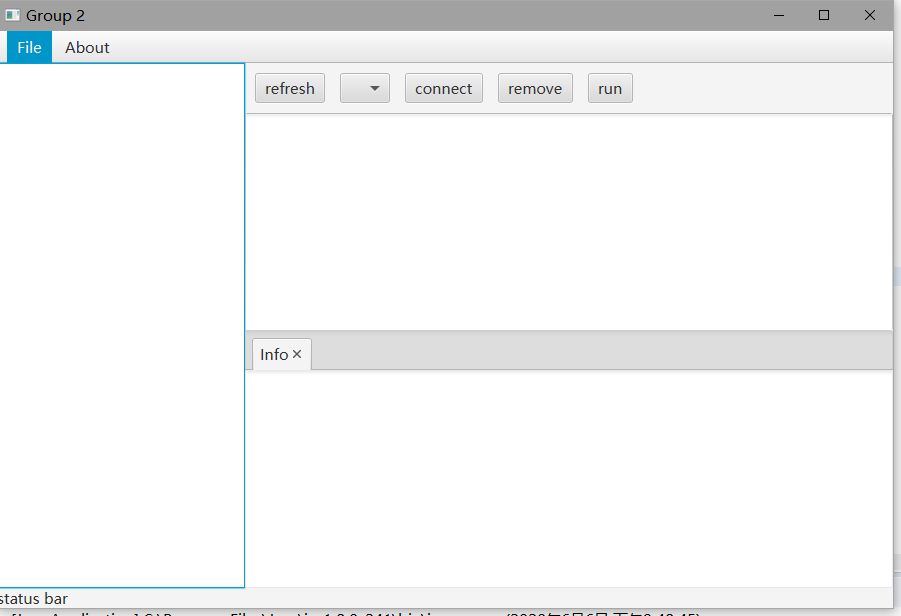 Group 2
File About
refresh connect remove run
Info
status bar